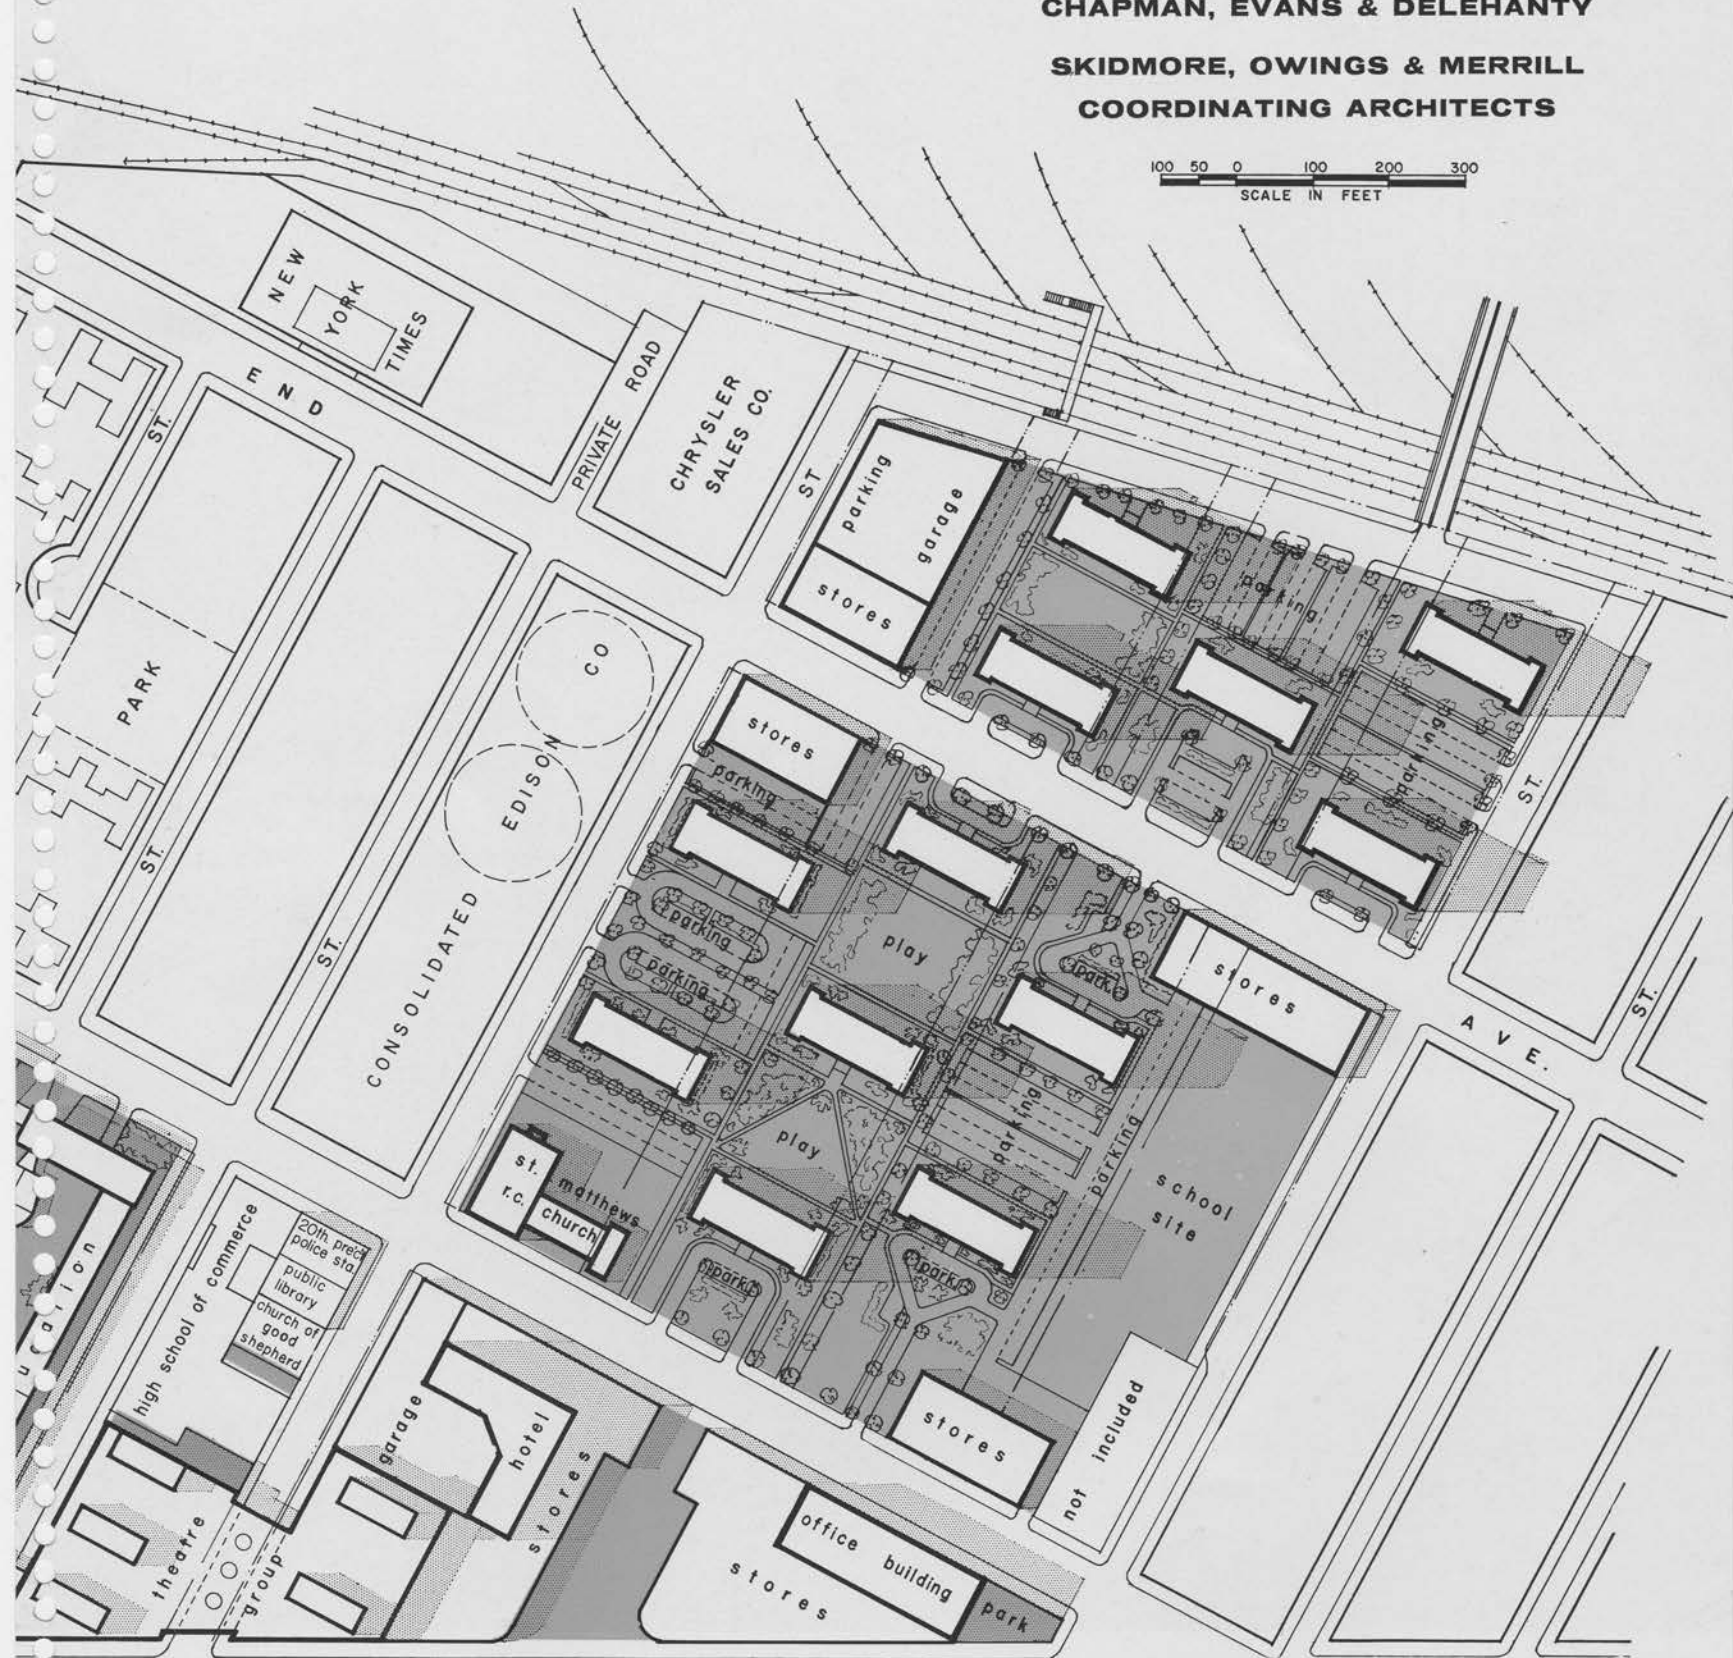 CHAPMAN, EVANS & DELEHANTY
SKIDMORE, OWINGS & MERRILL
COORDINATING ARCHITECTS
100 50 0 100 200 300
SCALE IN FEET
NEW
YORK
TIMES
END
ST.
PRIVATE ROAD
CHRYSLER
SALES CO.
ST
parking
garage
stores
parking
parking
ST.
PARK
ST.
ST.
CONSOLIDATED
EDISON
CO
stores
parking
parking
parking
play
park
stores
AVE.
ST.
play
parking
parking
school
site
st.
r.c.
matthews
church
park
park
stores
not included
high school of commerce
20th. prect
police sta.
public
library
church of
good
shepherd
garage
hotel
stores
theatre
group
office building
stores
park